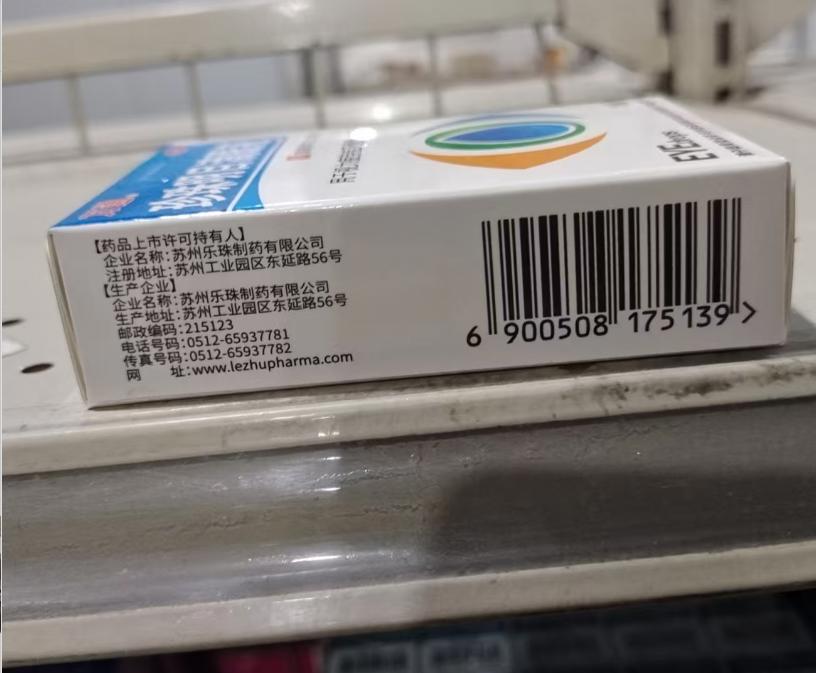 【药品上市许可持有人】
企业名称：苏州乐珠制药有限公司
注册地址：苏州工业园区东延路56号
【生产企业】
企业名称：苏州乐珠制药有限公司
生产地址：苏州工业园区东延路56号
邮政编码：215123
电话号码：0512-65937781
传真号码：0512-65937782
网 址：www.lezhupharma.com
6 900508 175139 >